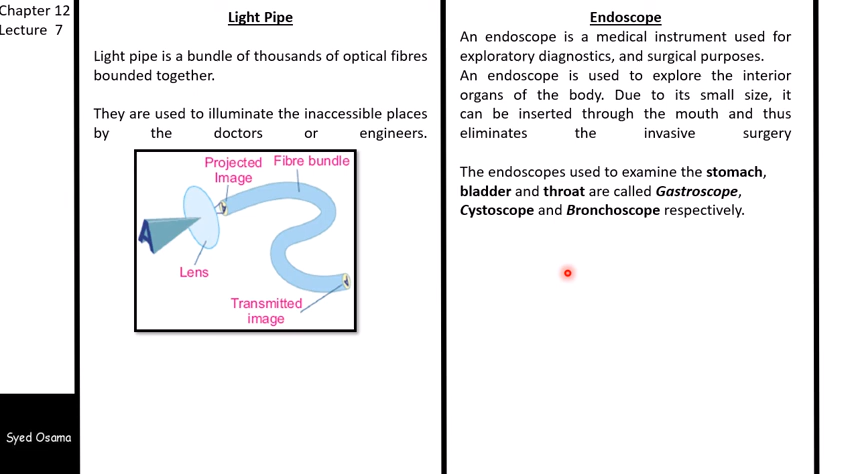 Chapter 12
Lecture 7
Light Pipe
Light pipe is a bundle of thousands of optical fibres
bounded together.
They are used to illuminate the inaccessible places
by the doctors or engineers.
Projected Image
Fibre bundle
A
Lens
Transmitted
image
Endoscope
An endoscope is a medical instrument used for
exploratory diagnostics, and surgical purposes.
An endoscope is used to explore the interior
organs of the body. Due to its small size, it
can be inserted through the mouth and thus
eliminates the invasive surgery
The endoscopes used to examine the stomach,
bladder and throat are called Gastroscope,
Cystoscope and Bronchoscope respectively.
Syed Osama